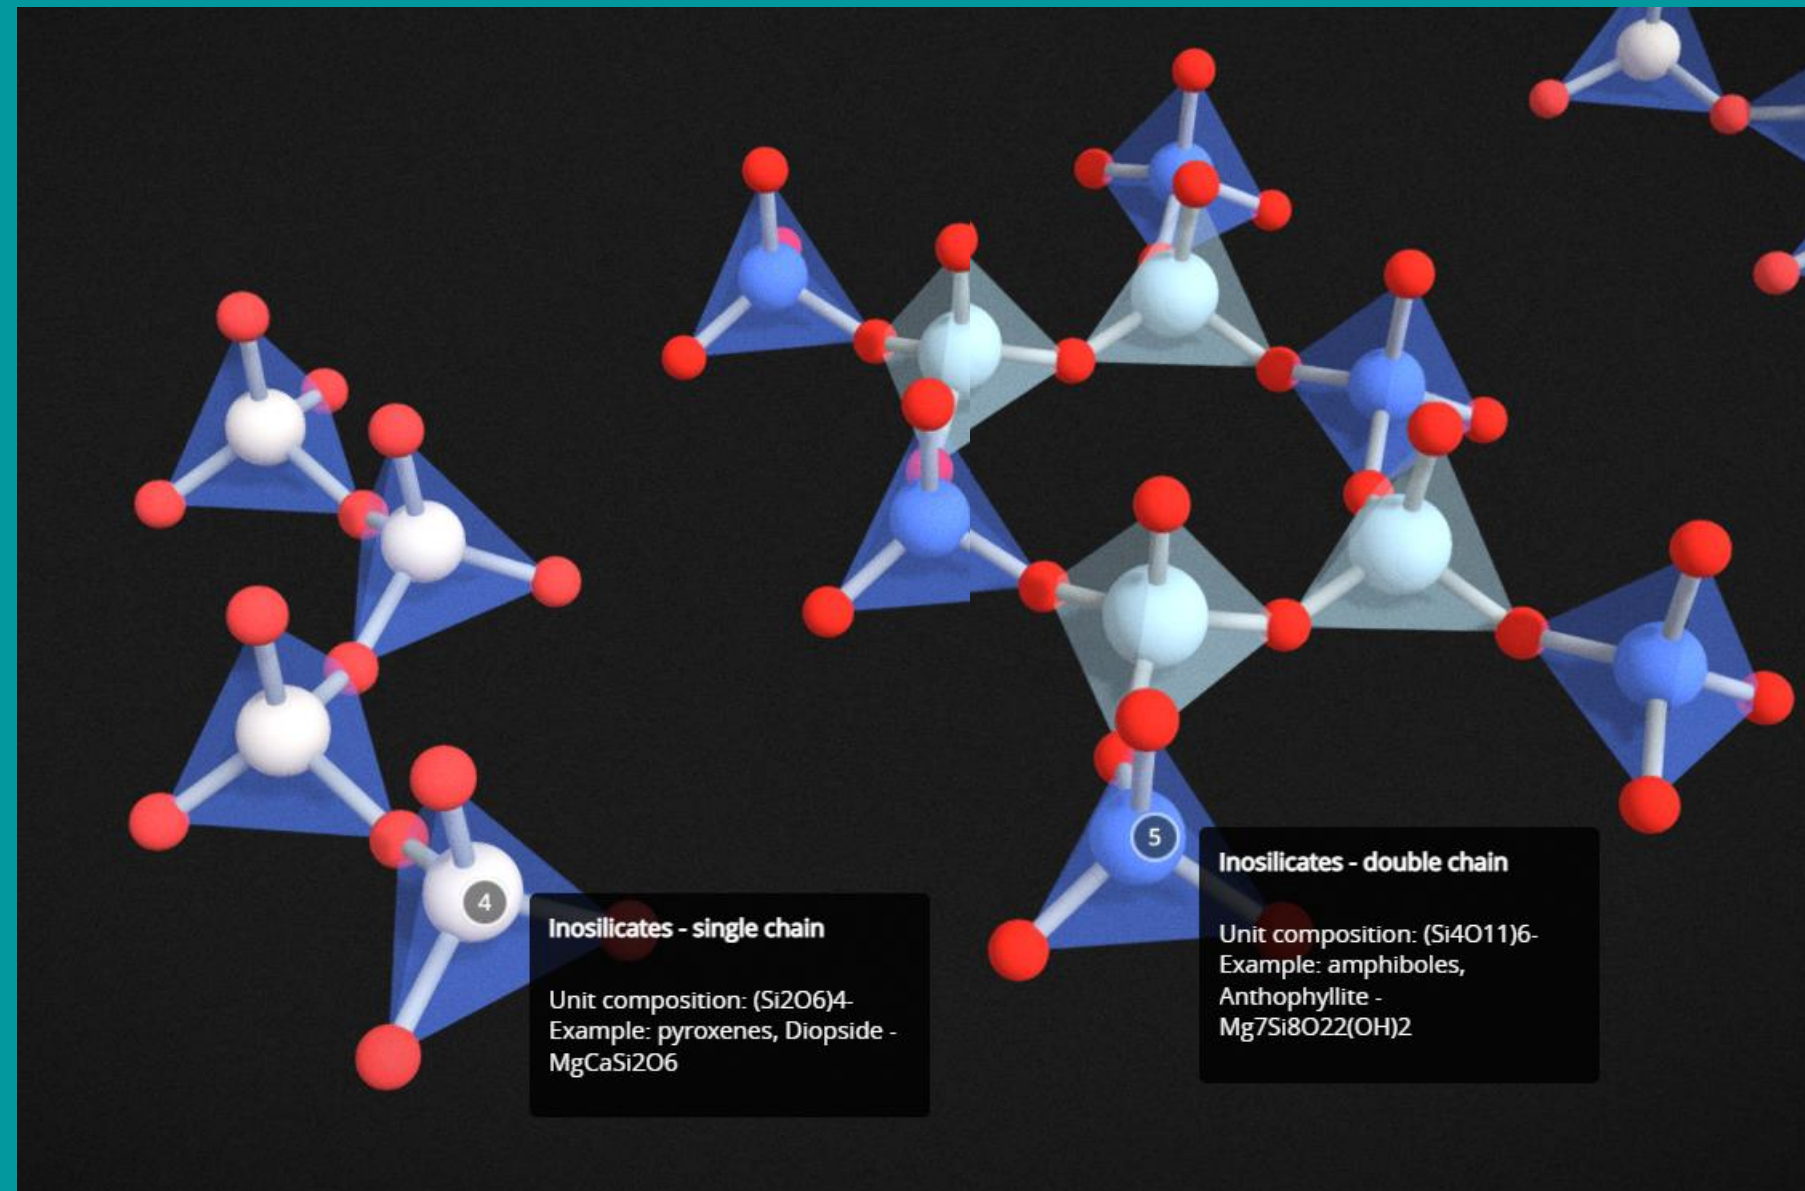 4
Inosilicates - single chain
Unit composition: (Si2O6)4-
Example: pyroxenes, Diopside -
MgCaSi2O6
5
Inosilicates - double chain
Unit composition: (Si4O11)6-
Example: amphiboles,
Anthophyllite -
Mg7Si8O22(OH)2